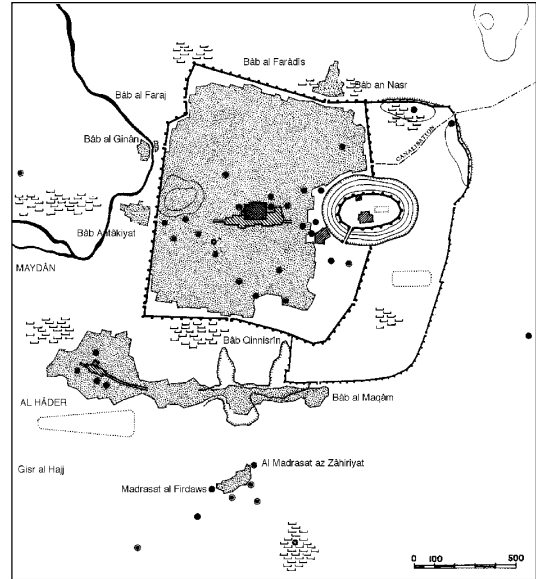 Bâb al Farâdîs
Bâb an Nasr
Bâb al Faraj
Bâb al Ginân
CANALISATION
Bâb Antâkiyat
MAYDÂN
Bâb Qinnisrîn
Bâb al Maqâm
AL HÂDER
Al Madrasat az Zâhiriyat
Gisr al Hajj
Madrasat al Firdaws
0 100 500